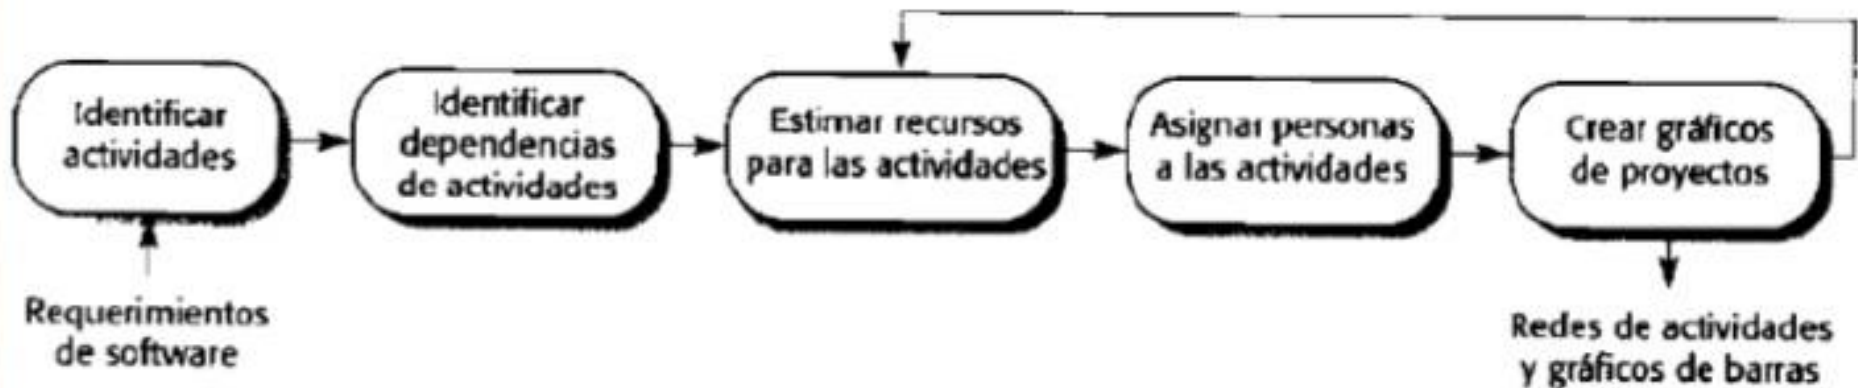 Identificar
actividades
Identificar
dependencias
de actividades
Estimar recursos
para las actividades
Asignar personas
a las actividades
Crear gráficos
de proyectos
Requerimientos
de software
Redes de actividades
y gráficos de barras